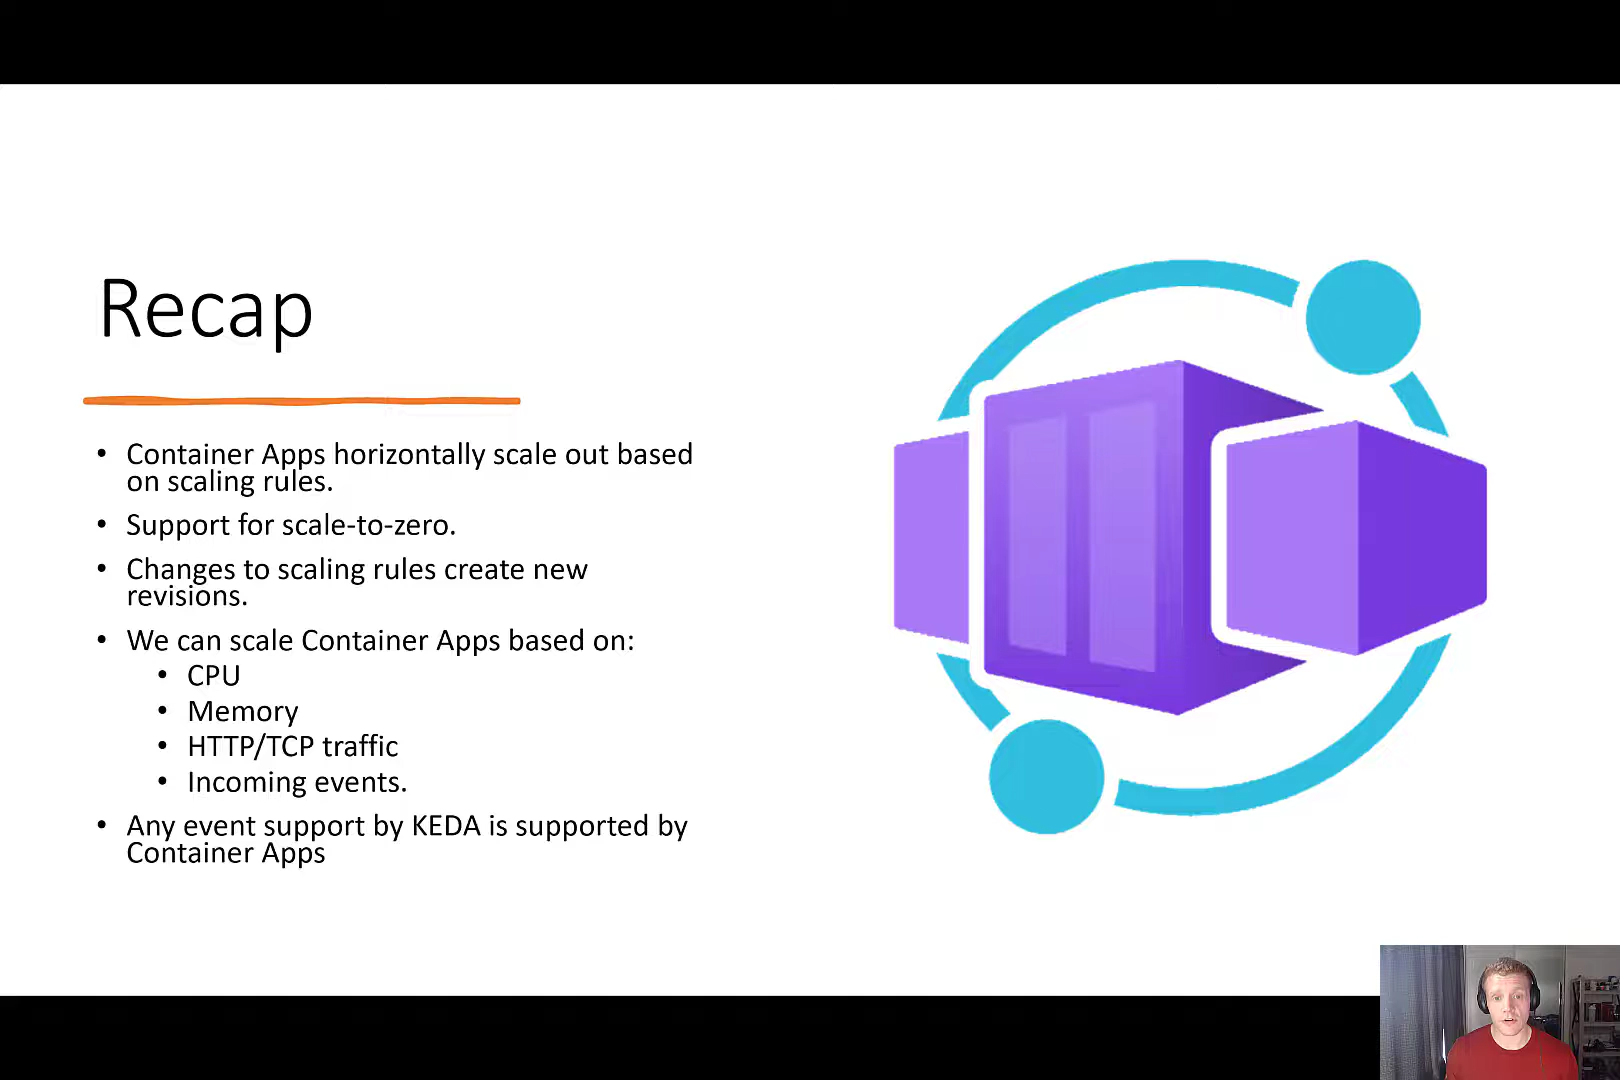 Recap
• Container Apps horizontally scale out based
on scaling rules.
• Support for scale-to-zero.
• Changes to scaling rules create new
revisions.
• We can scale Container Apps based on:
• CPU
• Memory
• HTTP/TCP traffic
• Incoming events.
• Any event support by KEDA is supported by
Container Apps